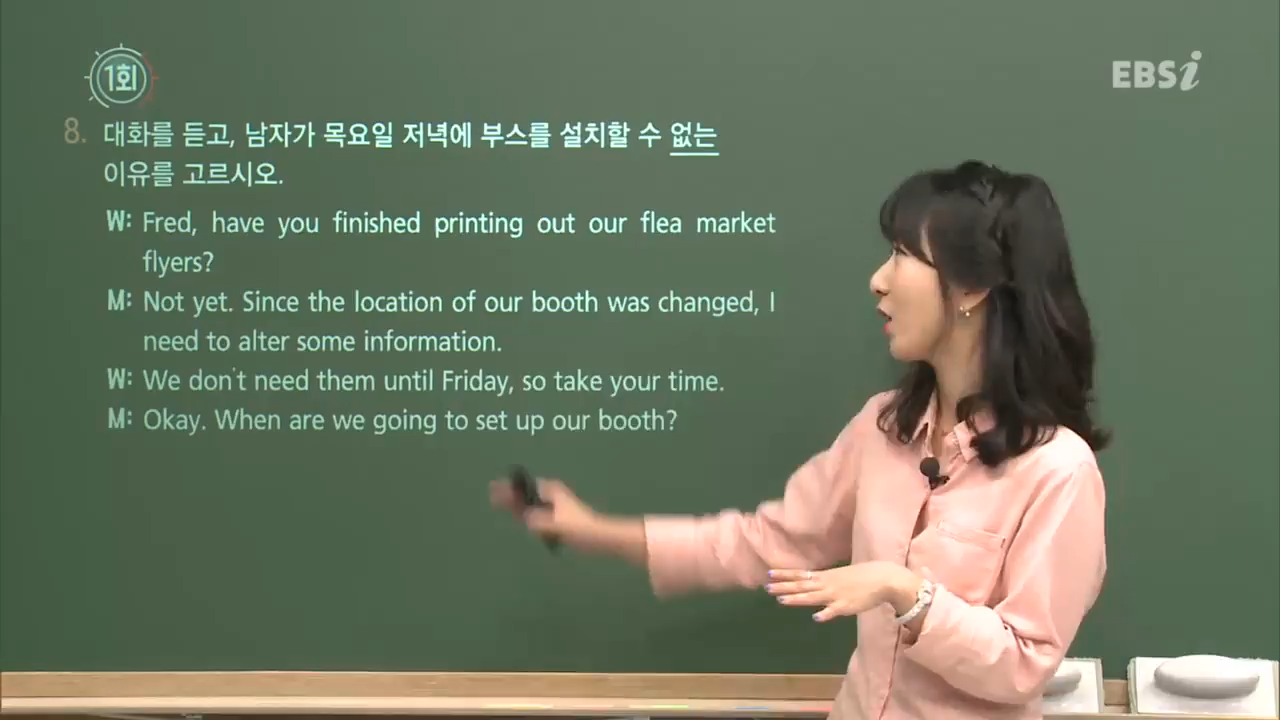 1회
EBSi
8. 대화를 듣고, 남자가 목요일 저녁에 부스를 설치할 수 없는
이유를 고르시오.
W: Fred, have you finished printing out our flea market
flyers?
M: Not yet. Since the location of our booth was changed, I
need to alter some information.
W: We don't need them until Friday, so take your time.
M: Okay. When are we going to set up our booth?